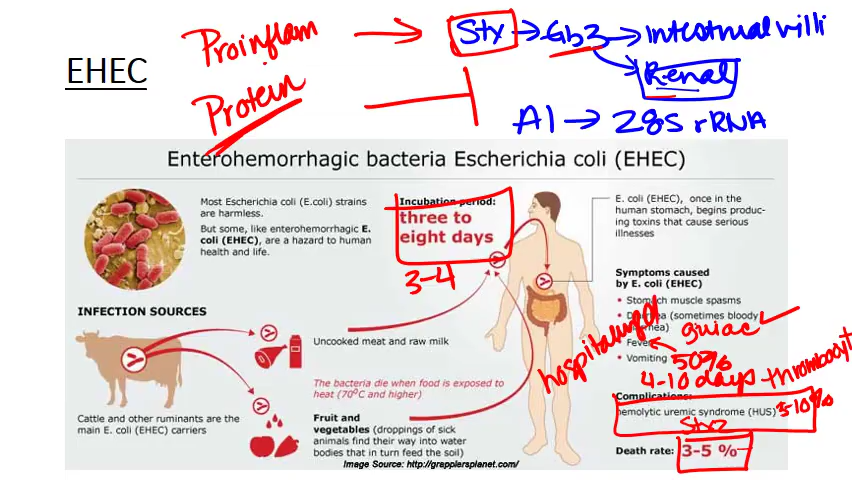 Proinflam → Stx → Gb3 → Intestinal villi
EHEC
Renal
Protein
A1 → 28S rRNA
Enterohemorrhagic bacteria Escherichia coli (EHEC)
Most Escherichia coli (E.coli) strains
are harmless.
But some, like enterohemorrhagic E.
coli (EHEC), are a hazard to human
health and life.
Incubation period:
three to
eight days
3-4
E. coli (EHEC), once in the
human stomach, begins produc-
ing toxins that cause serious
illnesses
INFECTION SOURCES
Uncooked meat and raw milk
The bacteria die when food is exposed to
heat (70°C and higher)
Cattle and other ruminants are the
main E. coli (EHEC) carriers
Fruit and
vegetables (droppings of sick
animals find their way into water
bodies that in turn feed the soil)
Symptoms caused
by E. coli (EHEC)
• Stomach muscle spasms
• Diarrhea (sometimes bloody
diarrhea)
guiac
• Fever
• Vomiting
50%
4-10 days
Complications:
hemolytic uremic syndrome (HUS)
5-10%
Stx2
Death rate: 3-5 %
Image Source: http://grapplersplanet.com/